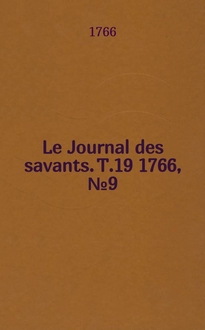 1766
Le Journal des
savants. T.19 1766,
№9